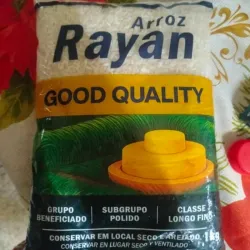 Arroz
Rayan
GOOD QUALITY
GRUPO
BENEFICIADO
SUBGRUPO
POLIDO
CLASSE
LONGO FINO
CONSERVAR EM LOCAL SECO E AREJADO.
CONSERVAR EN LUGAR SECO Y VENTILADO
1kg